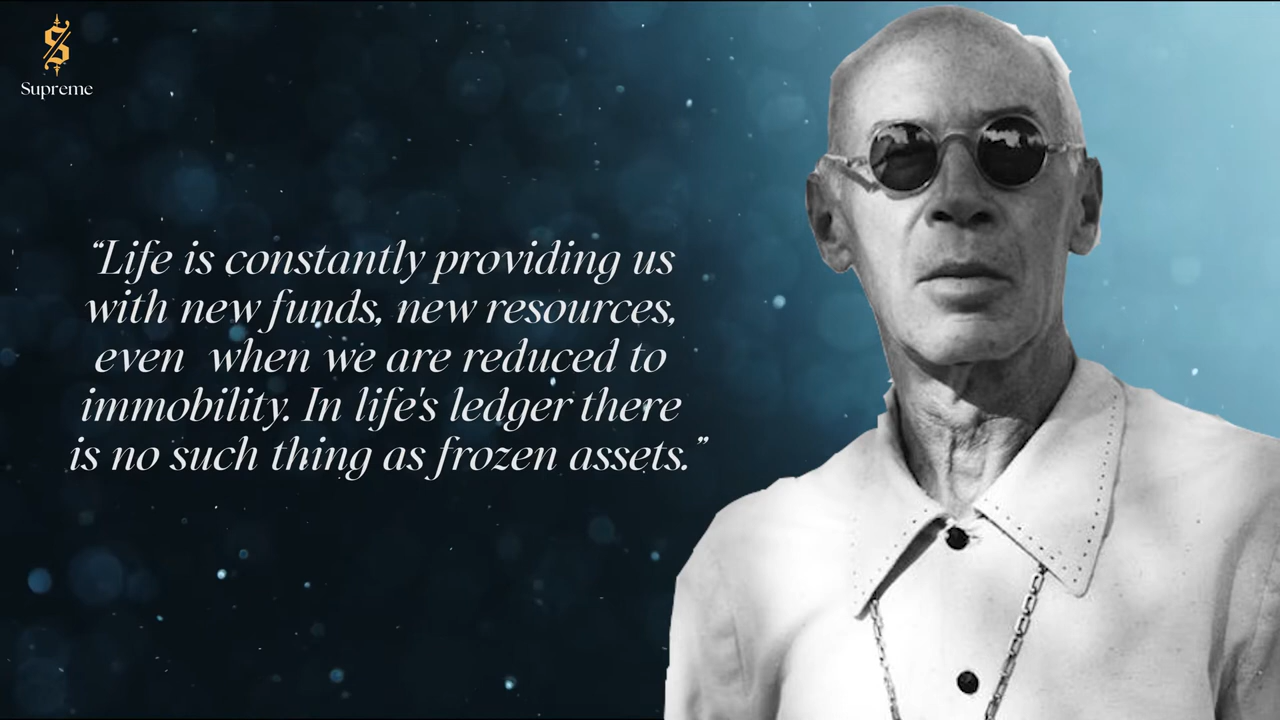 Supreme
“Life is constantly providing us
with new funds, new resources,
even when we are reduced to
immobility. In life's ledger there
is no such thing as frozen assets.”